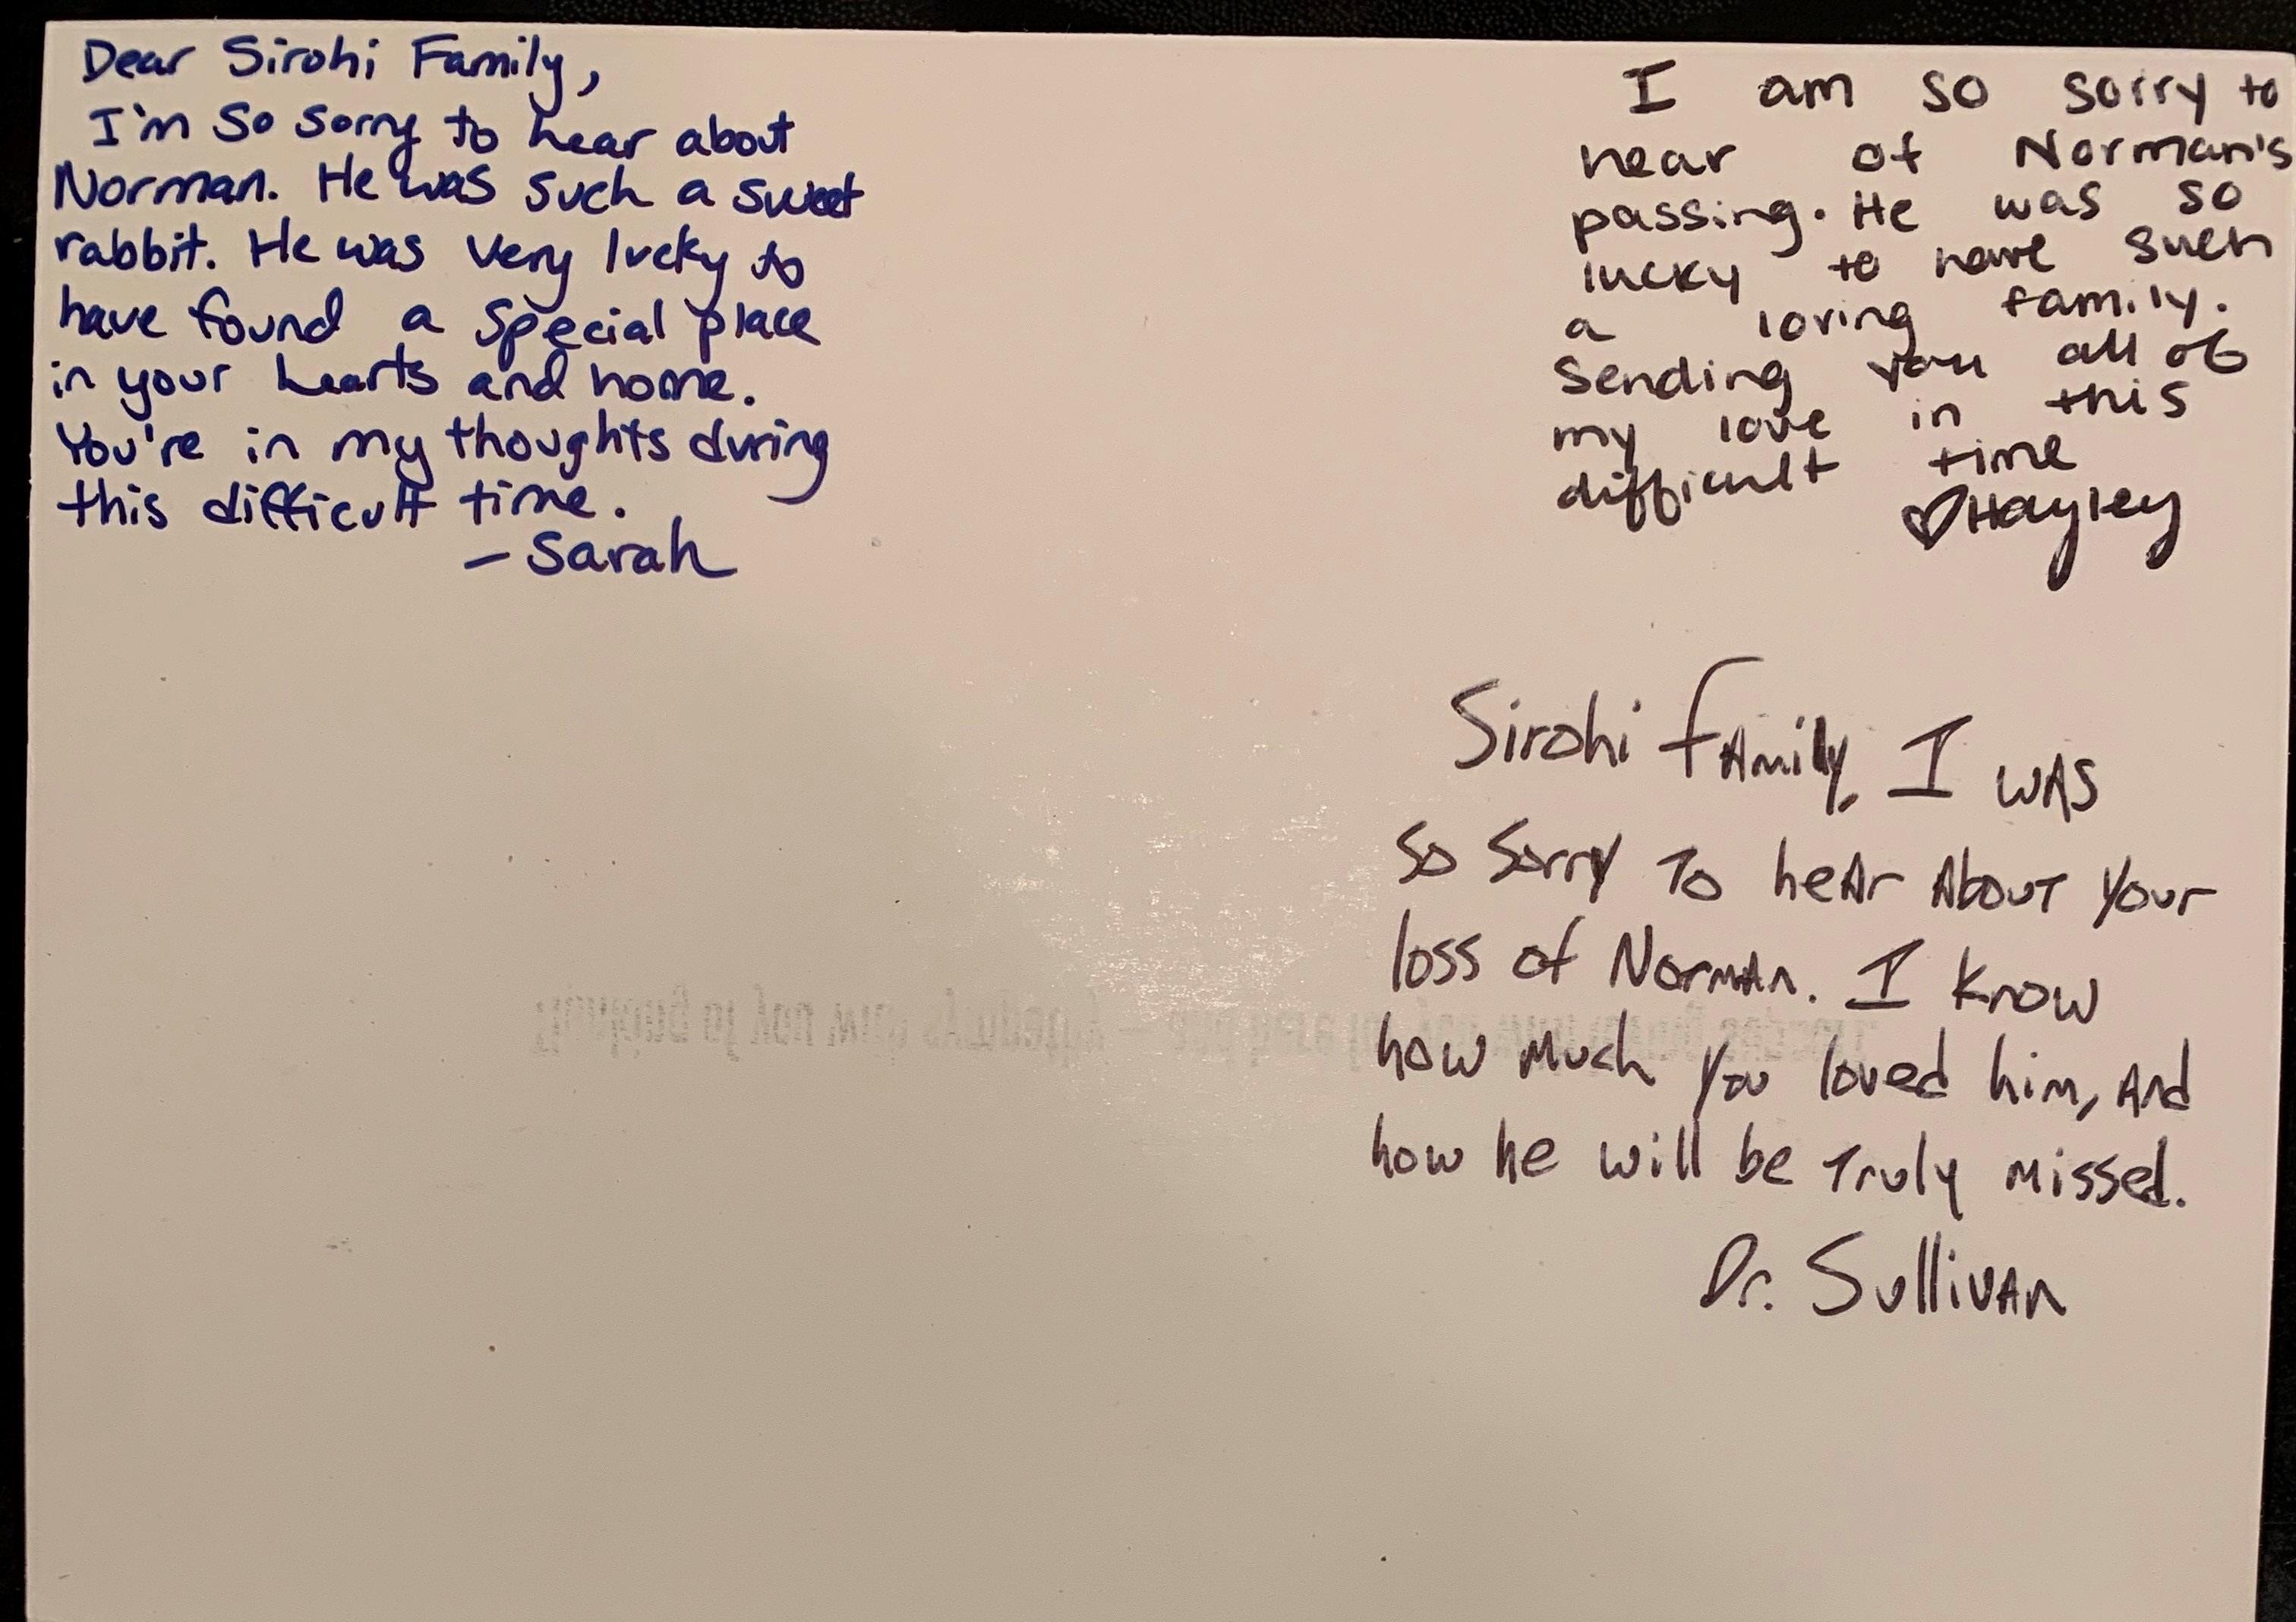 Dear Sirohi Family,
I'm so sorry to hear about
Norman. He was such a sweet
rabbit. He was very lucky to
have found a special place
in your hearts and home.
You're in my thoughts during
this difficult time.
- Sarah
I am so sorry to
hear of Norman's
passing. He was so
lucky to have such
a loving family.
Sending you all of
my love in this
difficult time
♡Hayley
Sirohi Family, I was
so sorry to hear about your
loss of Norman. I know
how much you loved him, and
how he will be truly missed.
Dr. Sullivan